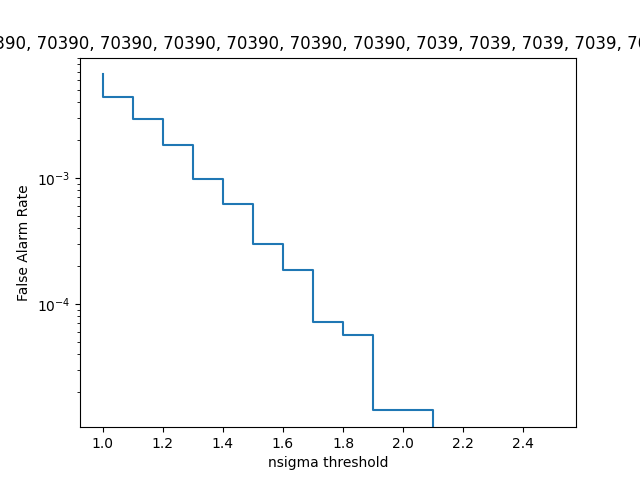 390, 70390, 70390, 70390, 70390, 70390, 70390, 7039, 7039, 7039, 7039, 70
10⁻³
10⁻⁴
False Alarm Rate
1.0 1.2 1.4 1.6 1.8 2.0 2.2 2.4
nsigma threshold